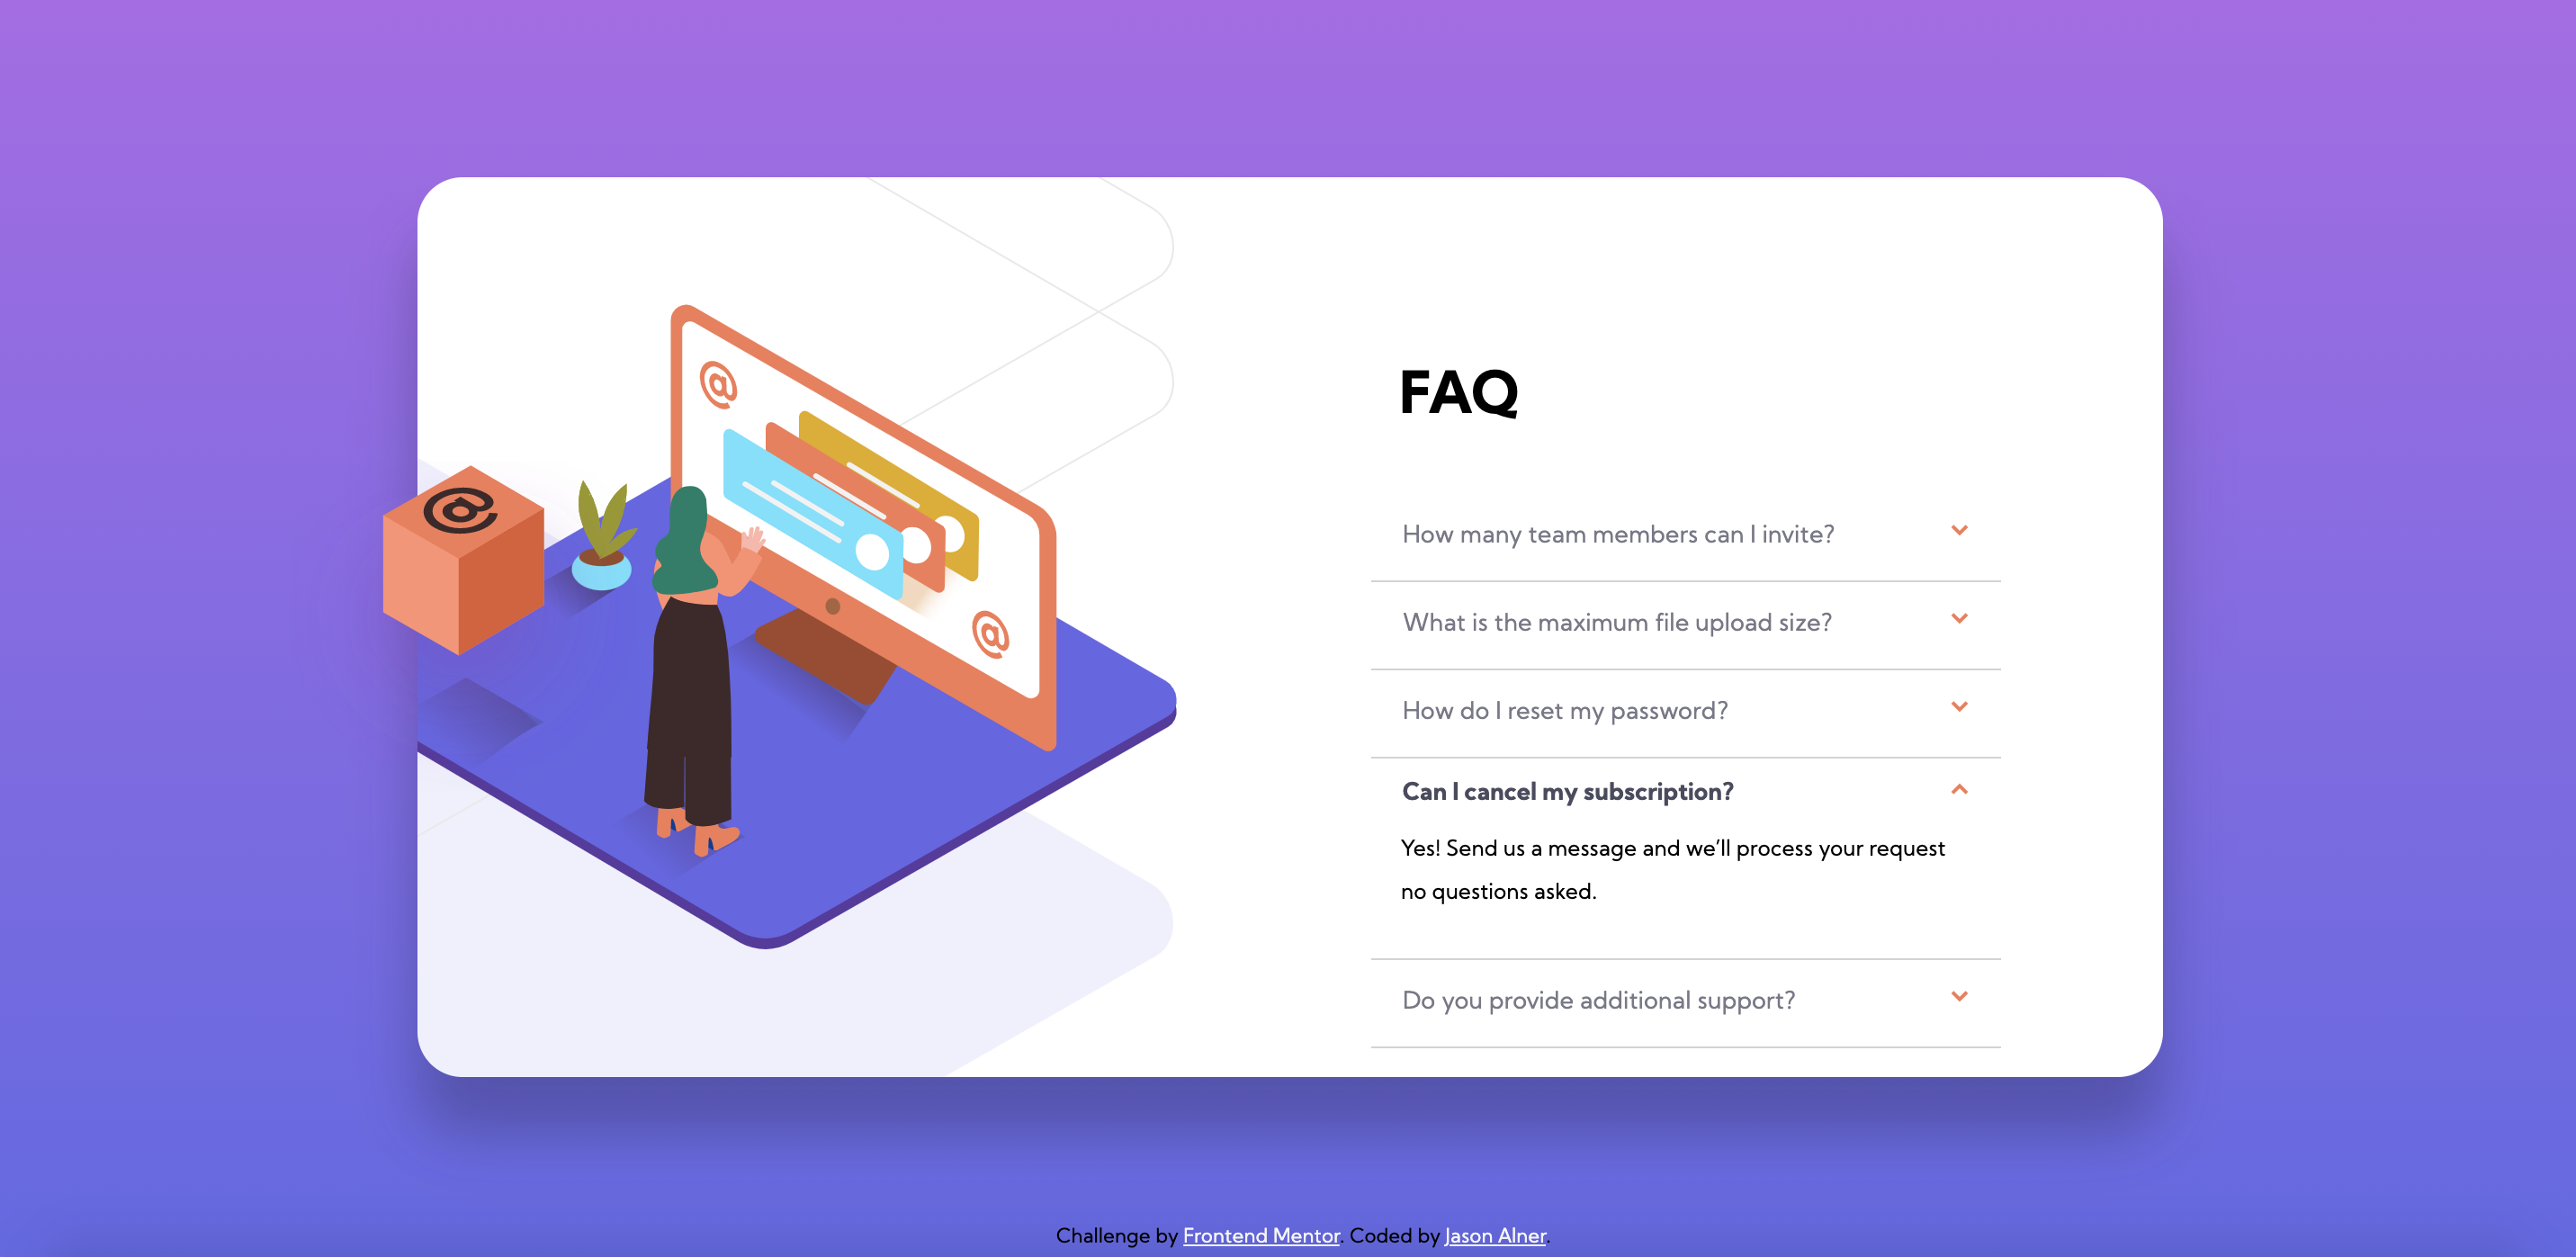 @
@
@
FAQ
How many team members can I invite?
What is the maximum file upload size?
How do I reset my password?
Can I cancel my subscription?
Yes! Send us a message and we’ll process your request
no questions asked.
Do you provide additional support?
Challenge by Frontend Mentor. Coded by Jason Alner.